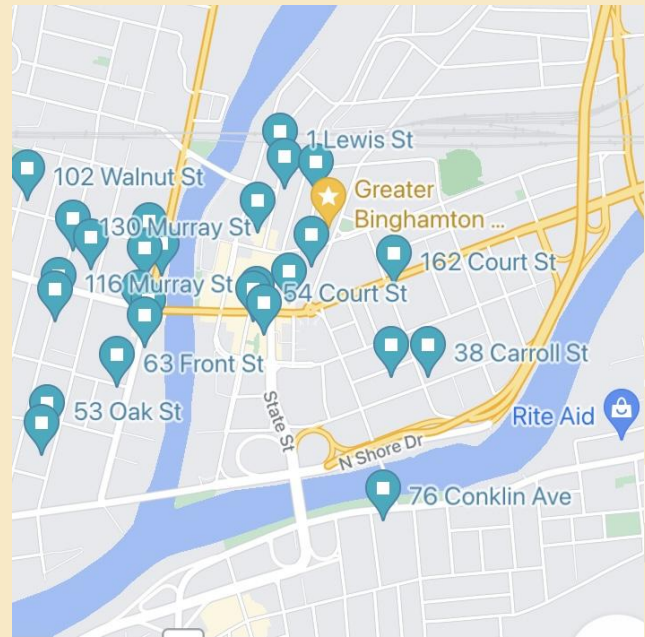 1 Lewis St
102 Walnut St
Greater
Binghamton ...
130 Murray St
162 Court St
116 Murray St
54 Court St
63 Front St
38 Carroll St
53 Oak St
State St
Rite Aid
N Shore Dr
76 Conklin Ave